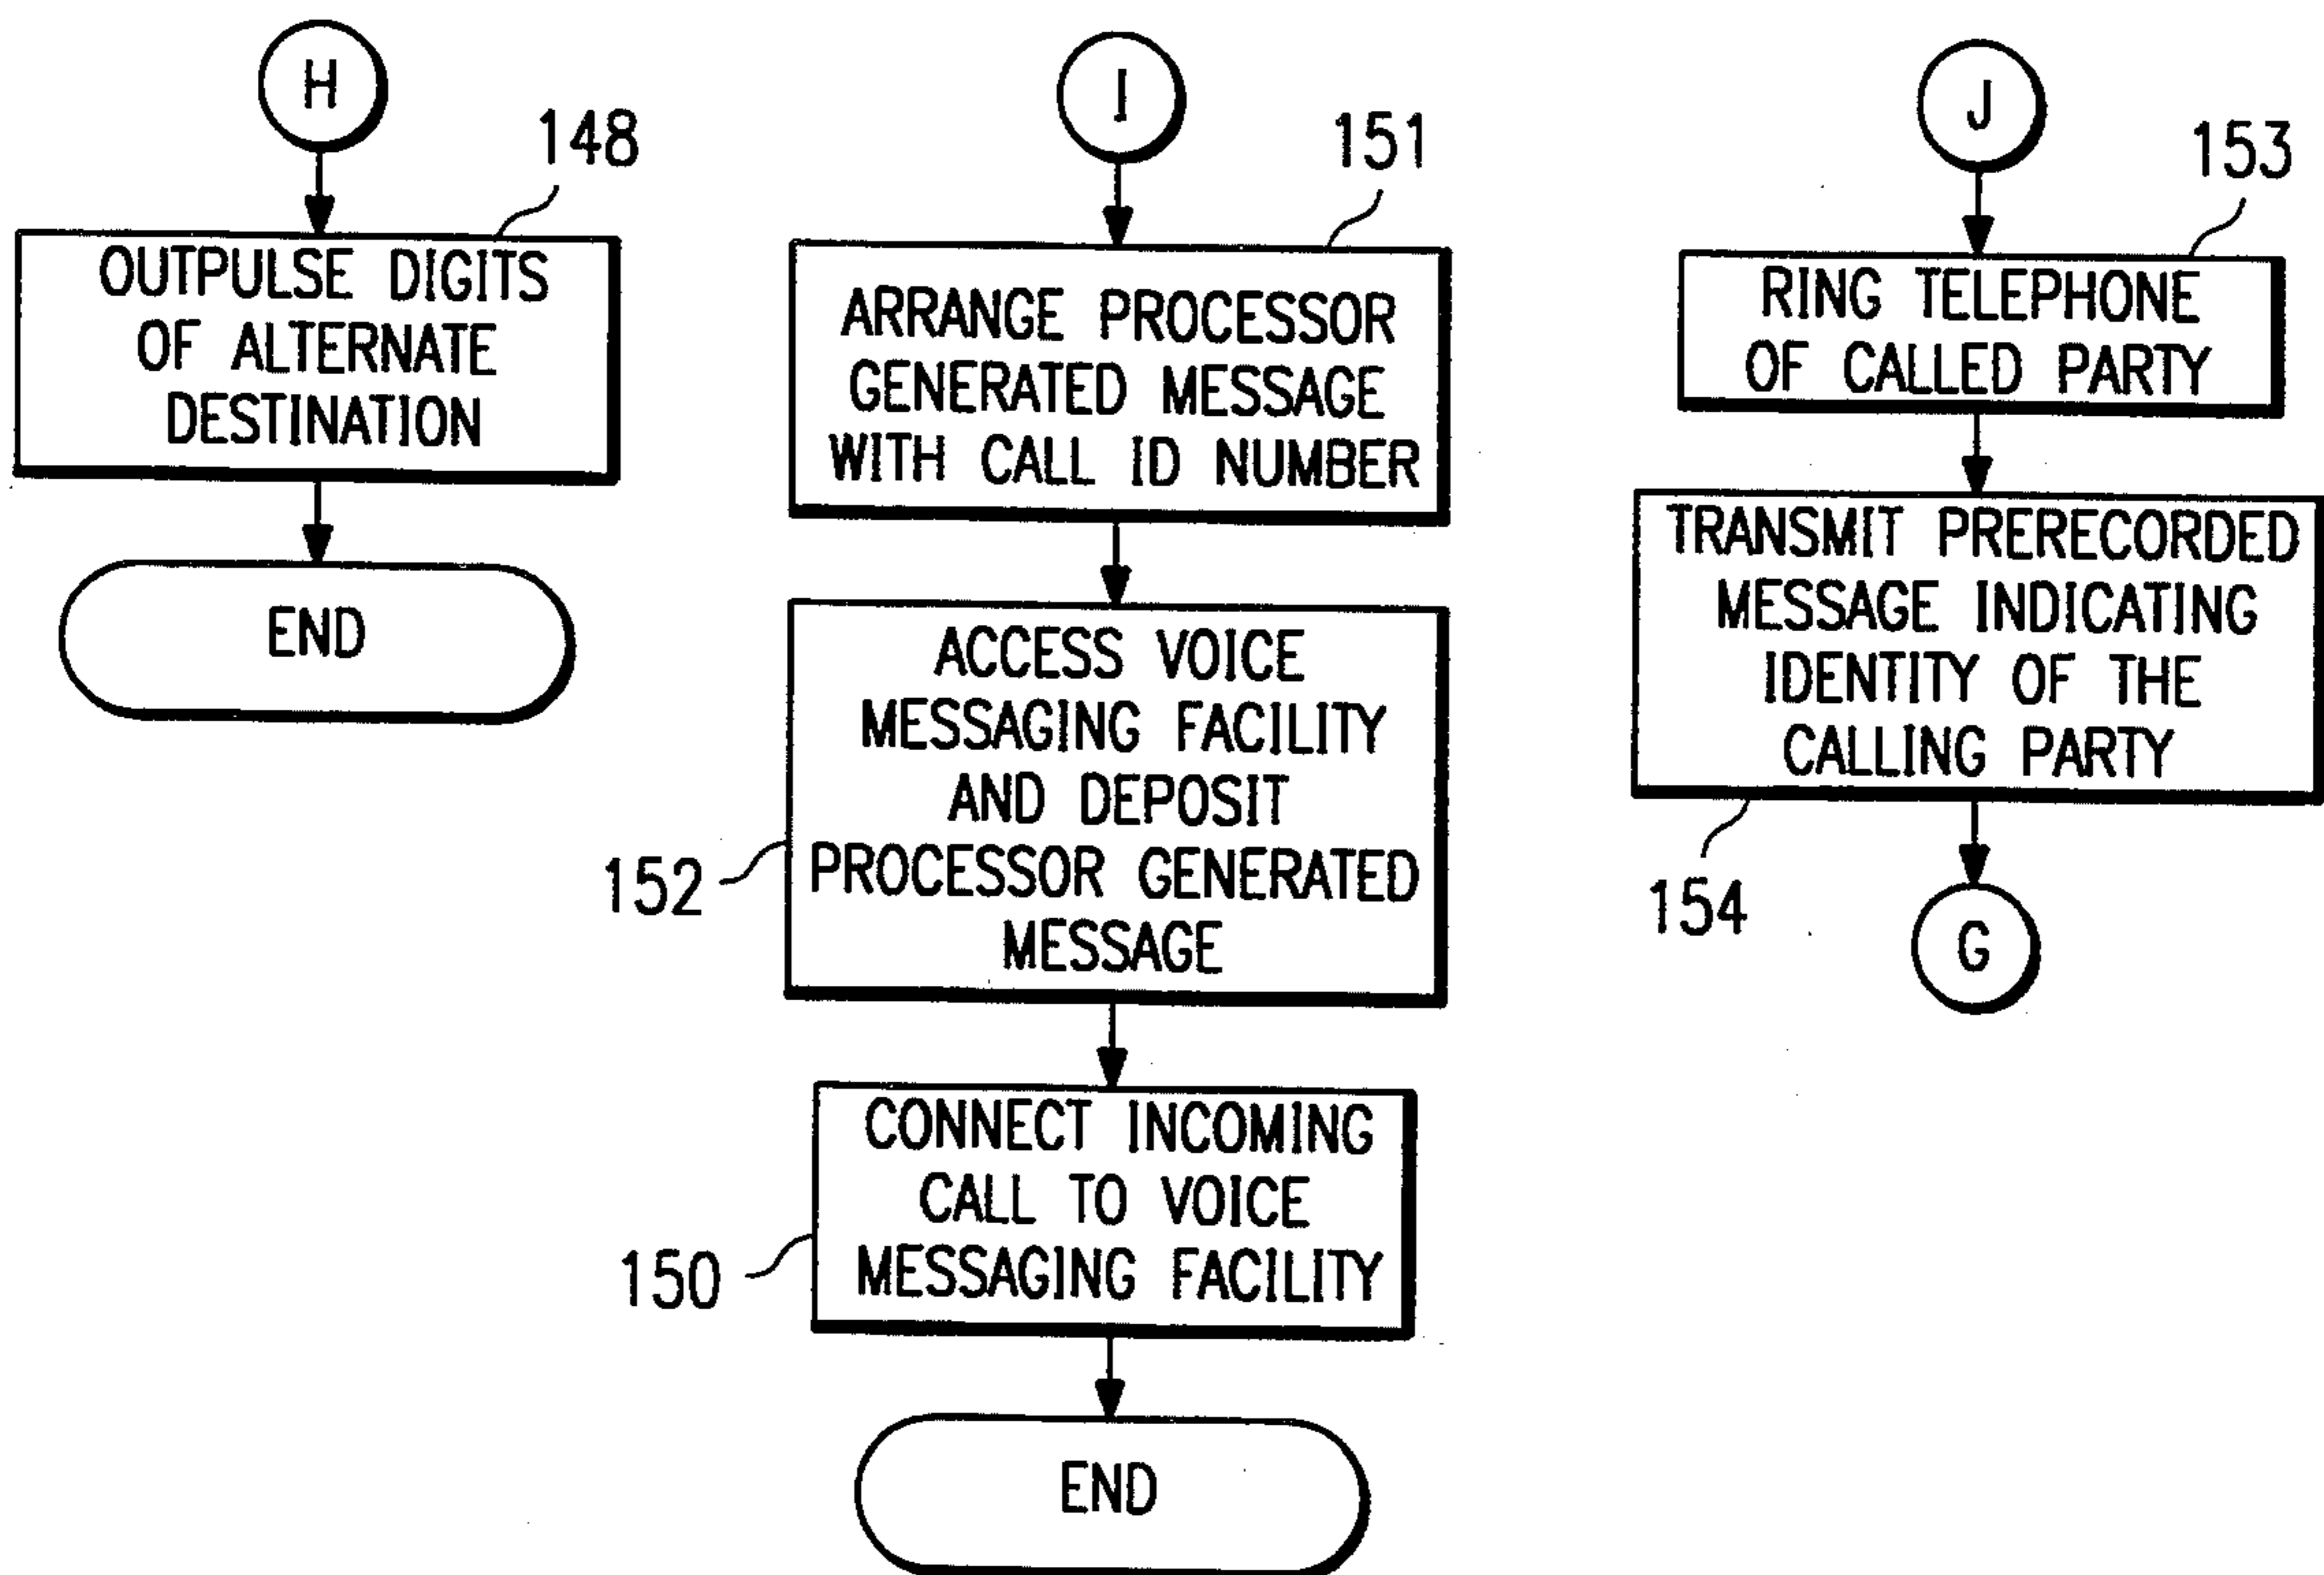 H
148
OUTPULSE DIGITS
OF ALTERNATE
DESTINATION
END
I
151
ARRANGE PROCESSOR
GENERATED MESSAGE
WITH CALL ID NUMBER
152
ACCESS VOICE
MESSAGING FACILITY
AND DEPOSIT
PROCESSOR GENERATED
MESSAGE
150
CONNECT INCOMING
CALL TO VOICE
MESSAGING FACILITY
END
J
153
RING TELEPHONE
OF CALLED PARTY
TRANSMIT PRERECORDED
MESSAGE INDICATING
IDENTITY OF THE
CALLING PARTY
154
G